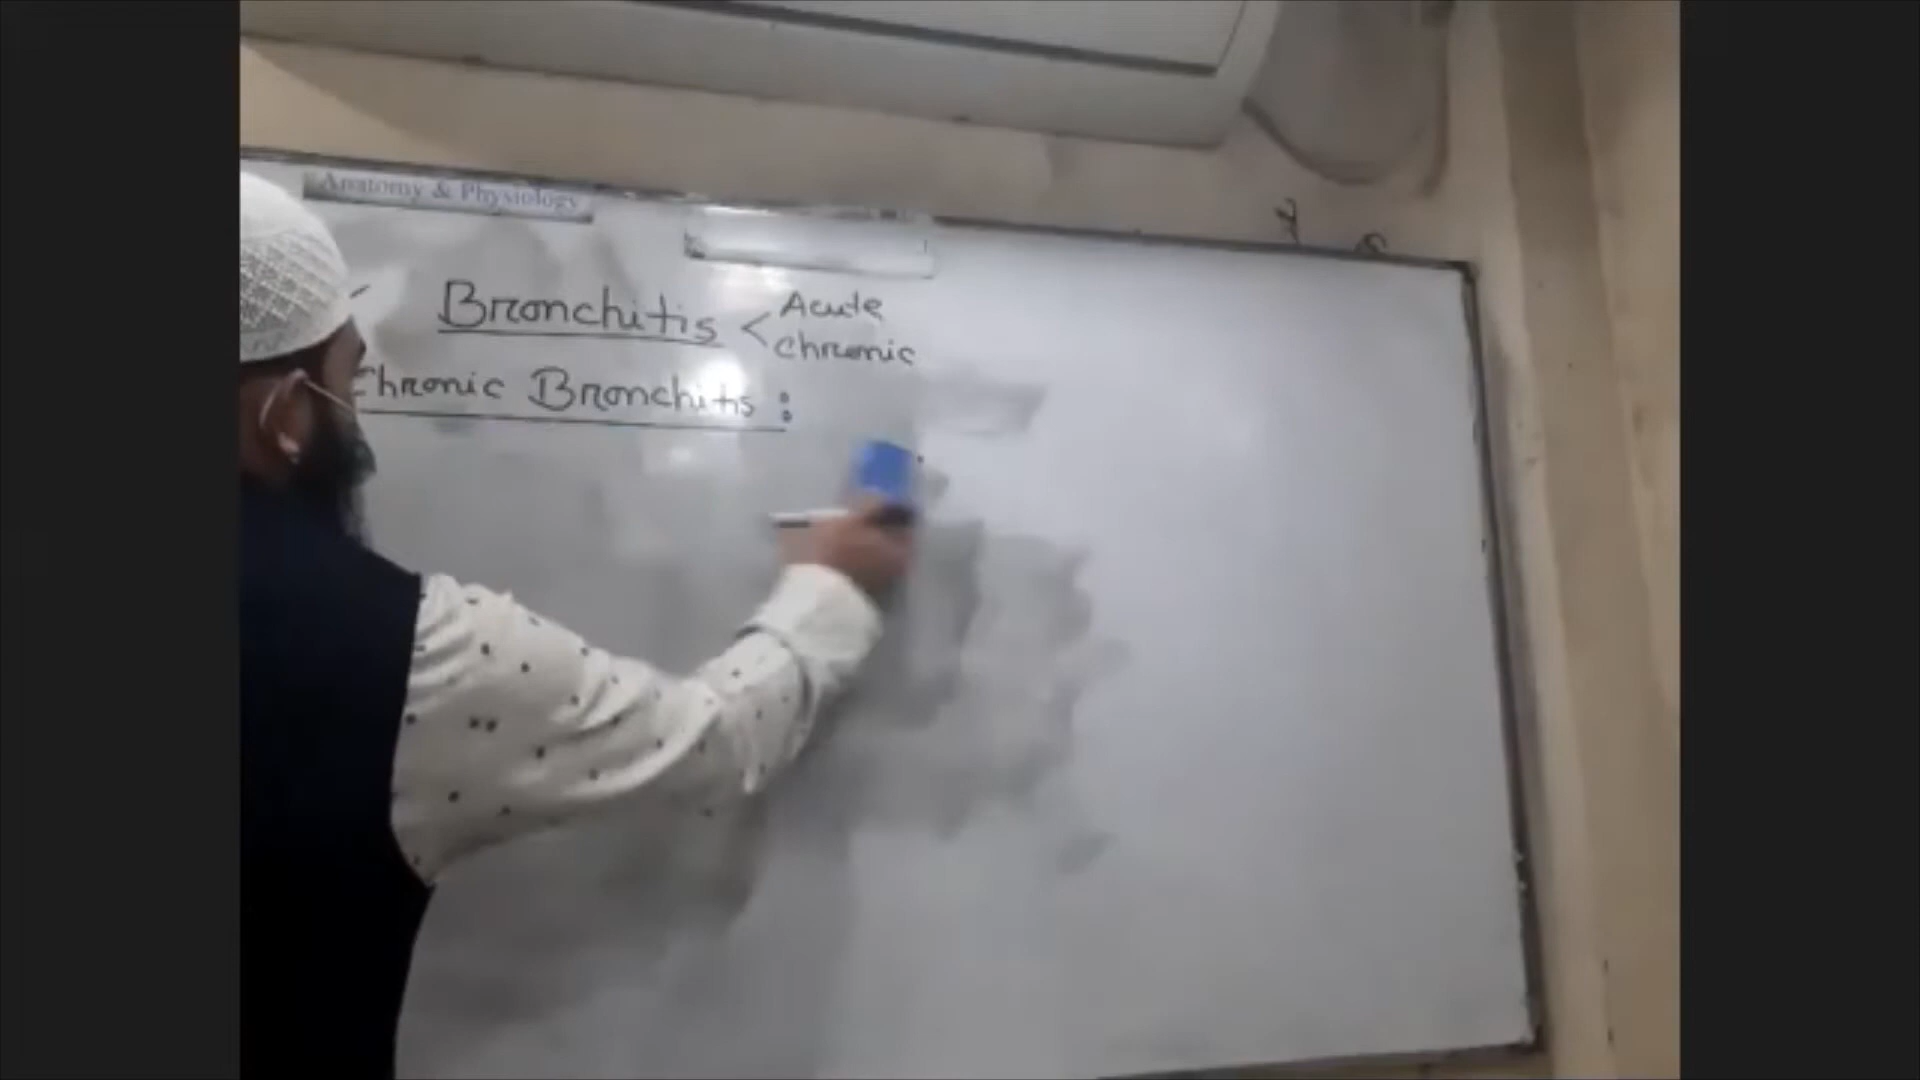 Anatomy & Physiology
Bronchitis < Acute
Chronic
Chronic Bronchitis :